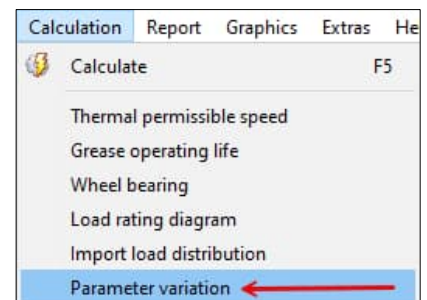 Calculation Report Graphics Extras He
Calculate F5
Thermal permissible speed
Grease operating life
Wheel bearing
Load rating diagram
Import load distribution
Parameter variation